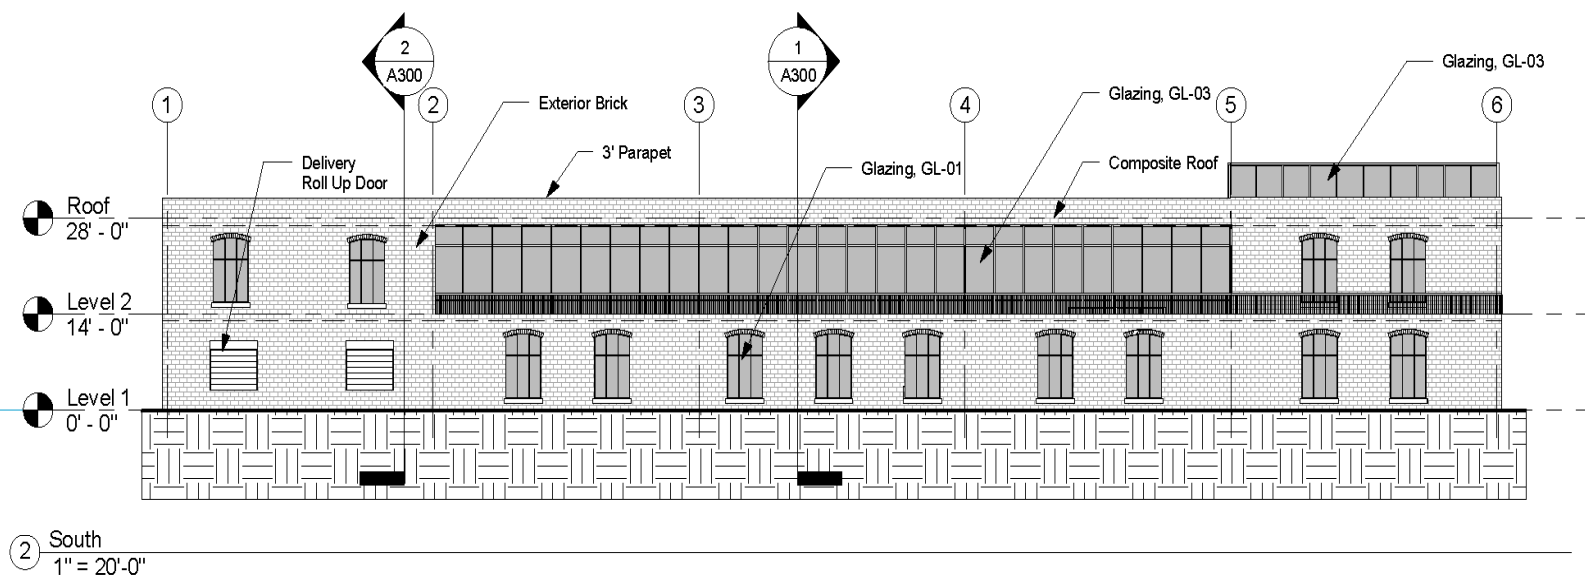 2
A300
1
A300
1
2
3
4
5
6
Glazing, GL-03
Exterior Brick
Glazing, GL-03
Delivery
Roll Up Door
3' Parapet
Glazing, GL-01
Composite Roof
Roof
28' - 0"
Level 2
14' - 0"
Level 1
0' - 0"
2
South
1" = 20'-0"